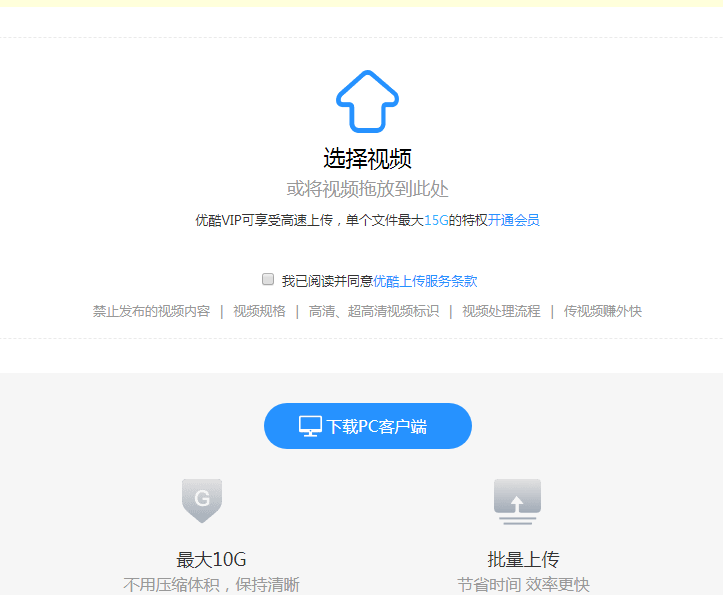 选择视频
或将视频拖放到此处
优酷VIP可享受高速上传，单个文件最大15G的特权开通会员
我已阅读并同意优酷上传服务条款
禁止发布的视频内容 | 视频规格 | 高清、超高清视频标识 | 视频处理流程 | 传视频赚外快
下载PC客户端
G
最大10G 批量上传
不用压缩体积，保持清晰 节省时间 效率更快